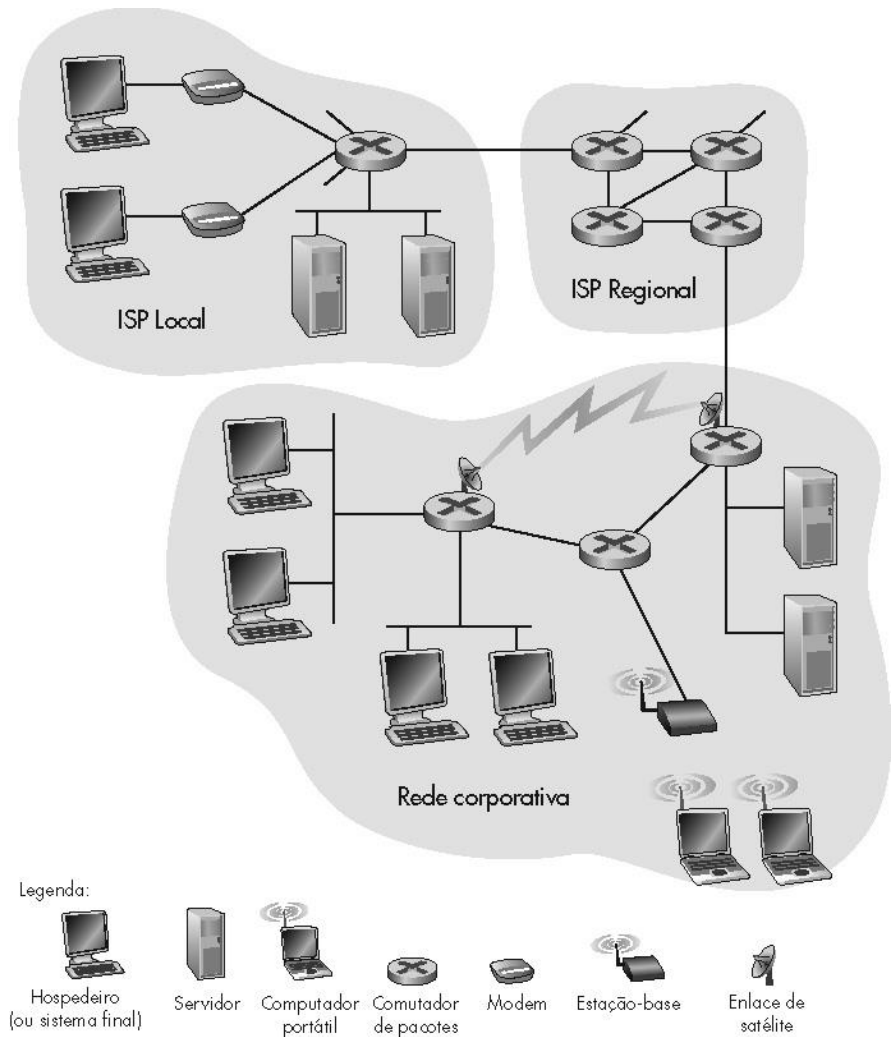 ISP Local
ISP Regional
Rede corporativa
Legenda:
Hospedeiro
(ou sistema final)
Servidor
Computador
portátil
Comutador
de pacotes
Modem
Estação-base
Enlace de
satélite